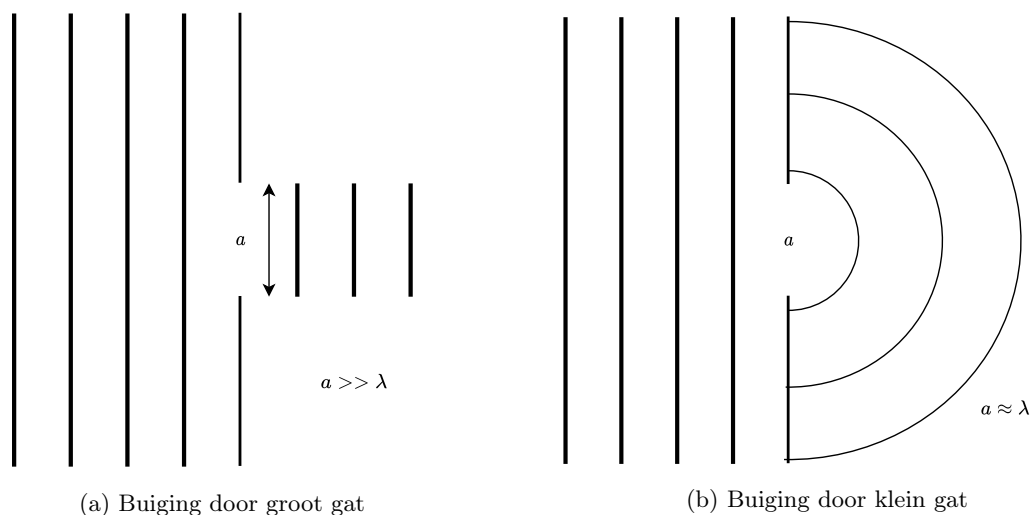 a
a >> λ
(a) Buiging door groot gat
a
a ≈ λ
(b) Buiging door klein gat